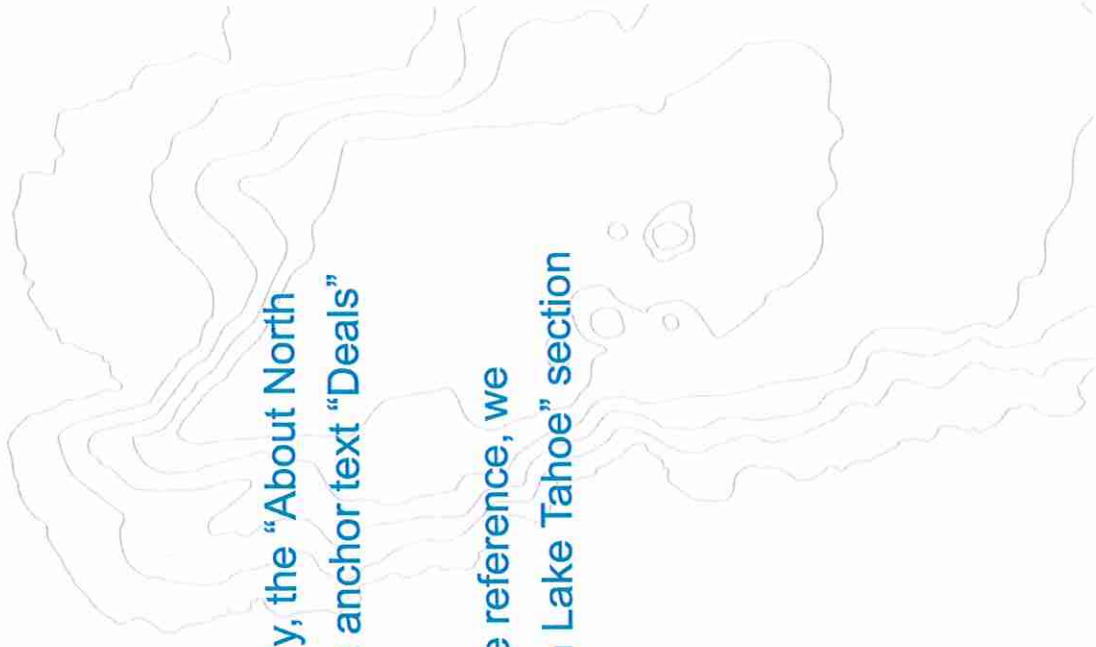 y, the “About North
anchor text “Deals”
reference, we
Lake Tahoe” section